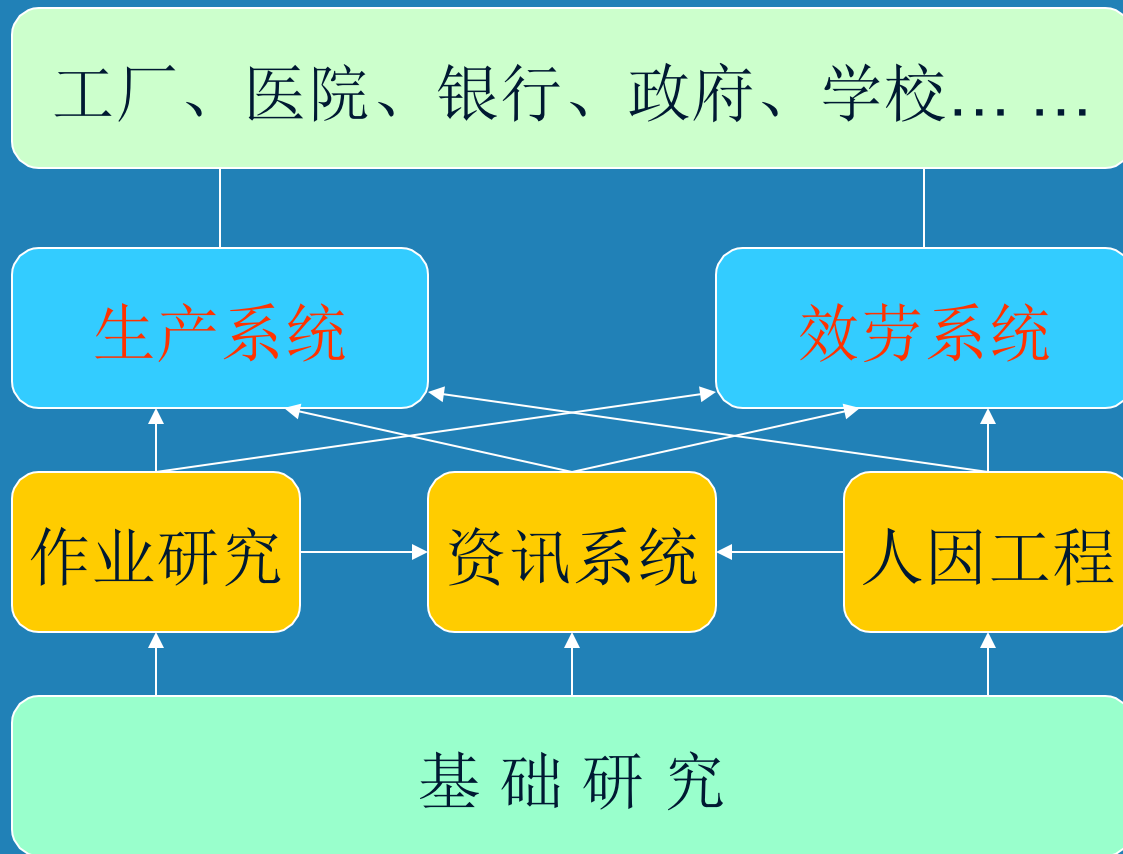 工厂、医院、银行、政府、学校... ...
生产系统
效劳系统
作业研究
资讯系统
人因工程
基 础 研 究